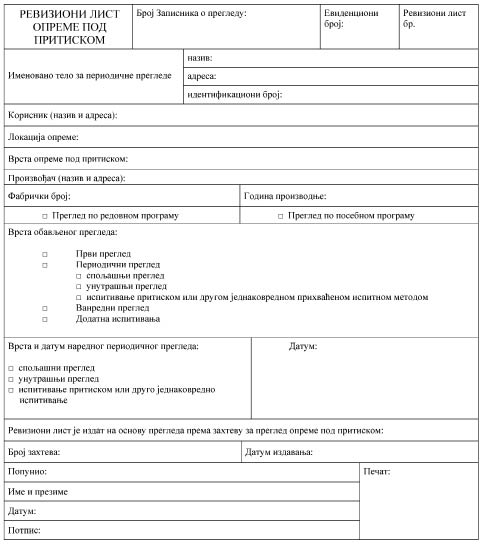 РЕВИЗИОНИ ЛИСТ
ОПРЕМЕ ПОД
ПРИТИСКОМ
Број Записника о прегледу:
Евиденциони
број:
Ревизиони лист
бр.
Именовано тело за периодичне прегледе
назив:
адреса:
идентификациони број:
Корисник (назив и адреса):
Локација опреме:
Врста опреме под притиском:
Произвођач (назив и адреса):
Фабрички број:
Година производње:
□ Преглед по редовном програму
□ Преглед по посебном програму
Врста обављеног прегледа:
□ Први преглед
□ Периодични преглед
□ спољашњи преглед
□ унутрашњи преглед
□ испитивање притиском или другом једнаковредном прихваћеном испитном методом
□ Ванредни преглед
□ Додатна испитивања
Врста и датум наредног периодичног прегледа:
□ спољашни преглед
□ унутрашњи преглед
□ испитивање притиском или друго једнаковредно
испитивање
Датум:
Ревизиони лист је издат на основу прегледа према захтеву за преглед опреме под притиском:
Број захтева:
Датум издавања:
Попунио:
Печат:
Име и презиме
Датум:
Потпис: